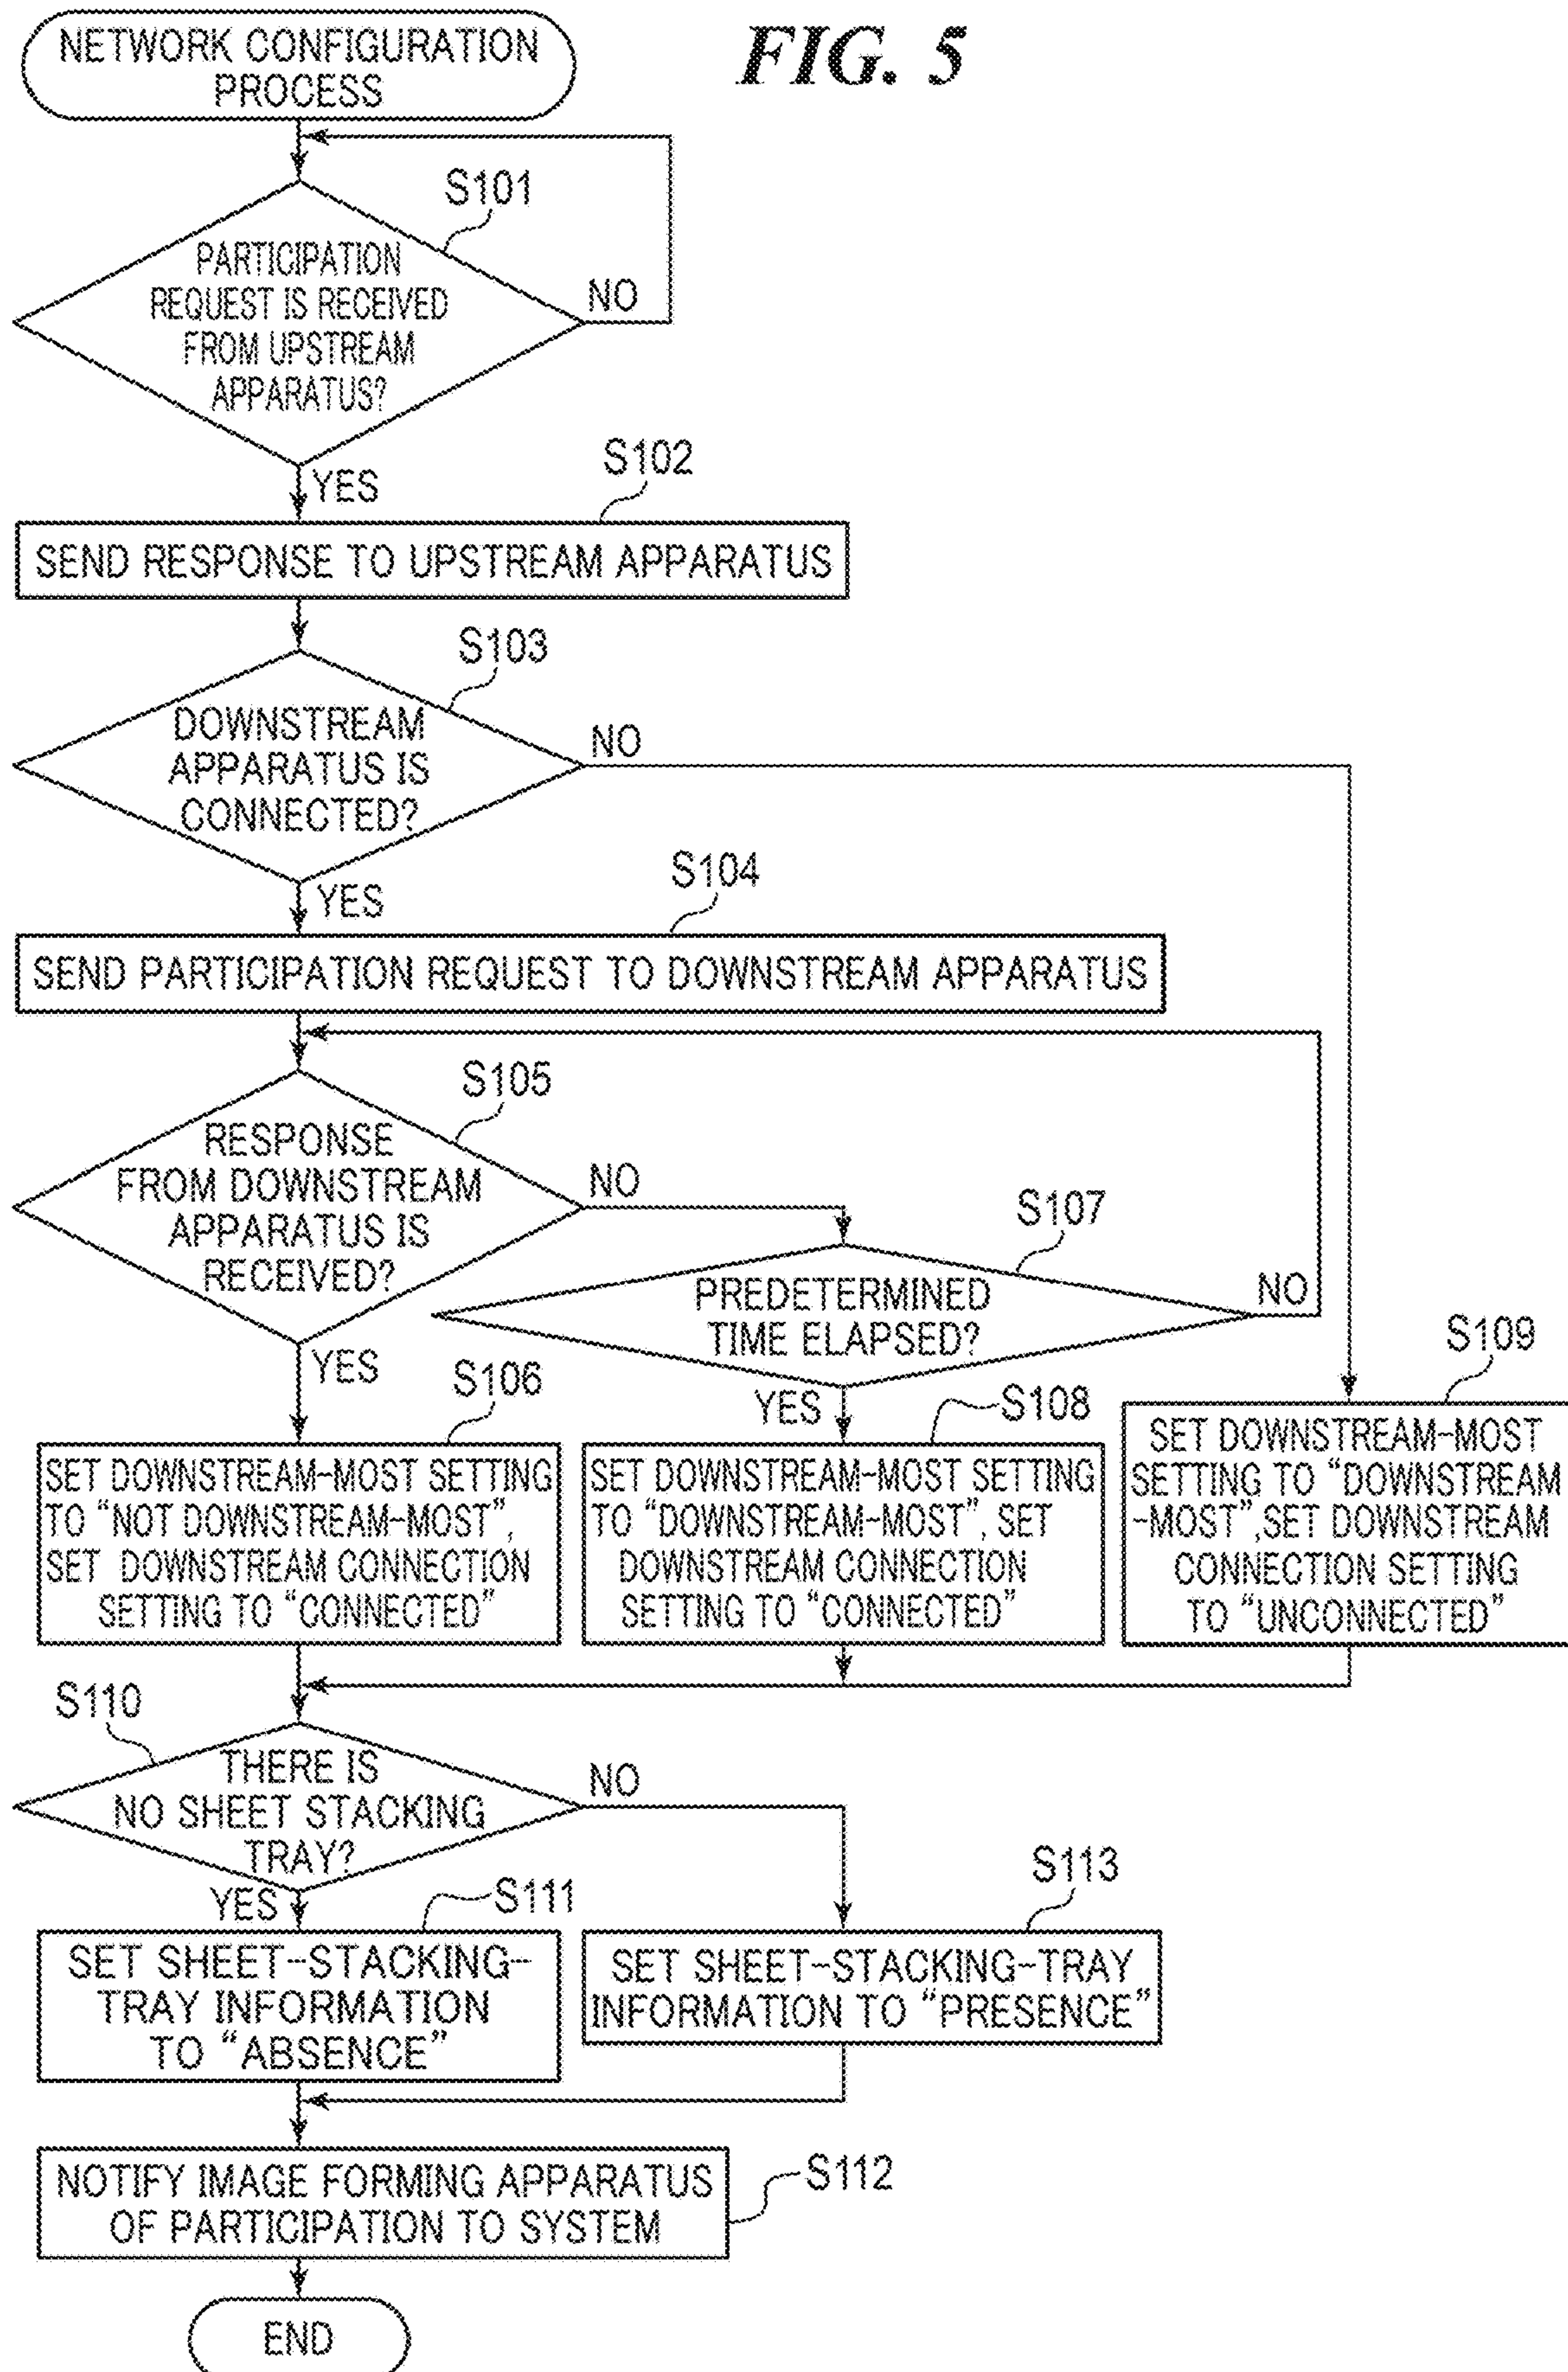 FIG. 5
NETWORK CONFIGURATION
PROCESS
S101
PARTICIPATION
REQUEST IS RECEIVED
FROM UPSTREAM
APPARATUS?
NO
YES
S102
SEND RESPONSE TO UPSTREAM APPARATUS
S103
DOWNSTREAM
APPARATUS IS
CONNECTED?
NO
YES
S104
SEND PARTICIPATION REQUEST TO DOWNSTREAM APPARATUS
S105
RESPONSE
FROM DOWNSTREAM
APPARATUS IS
RECEIVED?
NO
YES
S107
PREDETERMINED
TIME ELAPSED?
NO
YES
S106
SET DOWNSTREAM-MOST SETTING
TO “NOT DOWNSTREAM-MOST”,
SET DOWNSTREAM CONNECTION
SETTING TO “CONNECTED”
S108
SET DOWNSTREAM-MOST SETTING
TO “DOWNSTREAM-MOST”, SET
DOWNSTREAM CONNECTION
SETTING TO “CONNECTED”
S109
SET DOWNSTREAM-MOST
SETTING TO “DOWNSTREAM
-MOST”,SET DOWNSTREAM
CONNECTION SETTING
TO “UNCONNECTED”
S110
THERE IS
NO SHEET STACKING
TRAY?
NO
YES
S111
SET SHEET-STACKING-
TRAY INFORMATION
TO “ABSENCE”
S113
SET SHEET-STACKING-TRAY
INFORMATION TO “PRESENCE”
S112
NOTIFY IMAGE FORMING APPARATUS
OF PARTICIPATION TO SYSTEM
END